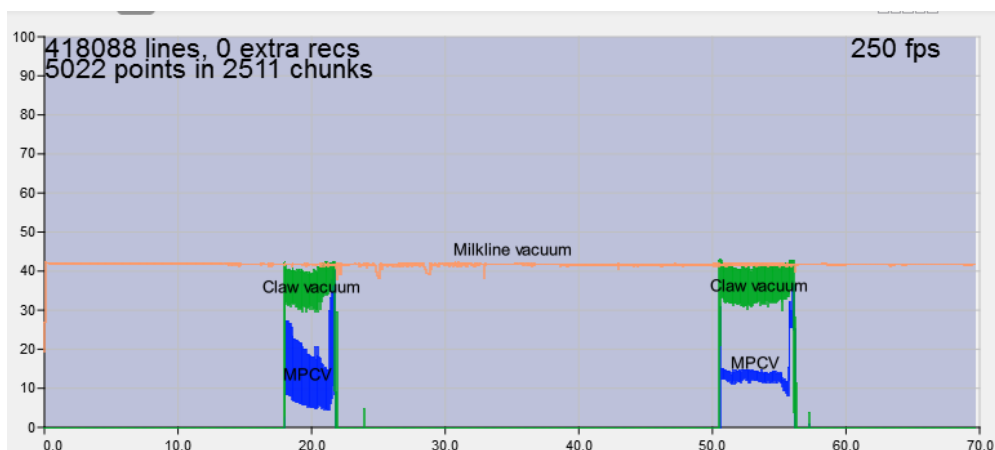 100
418088 lines, 0 extra recs
250 fps
5022 points in 2511 chunks
90
80
70
60
50
Milkline vacuum
40
Claw vacuum
Claw vacuum
30
20
MPCV
MPCV
10
0
0.0 10.0 20.0 30.0 40.0 50.0 60.0 70.0